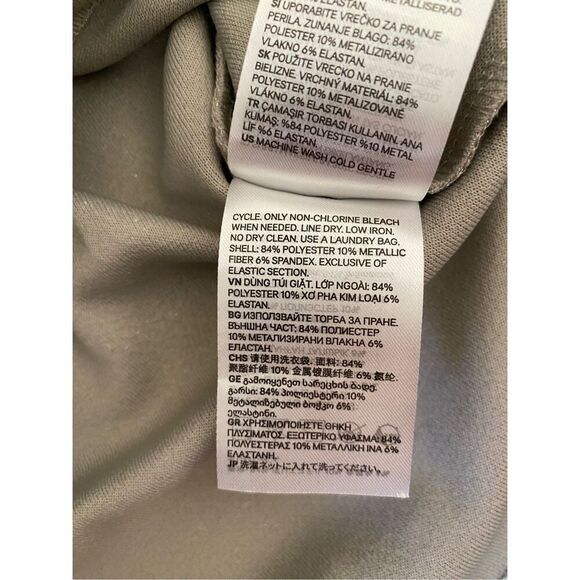 % ELASTAN.
SI UPORABITE VREČKO ZA PRANJE
PERILA. ZUNANJE BLAGO: 84%
POLIESTER 10% METALIZIRANO
VLAKNO 6% ELASTAN.
SK POUŽITE VRECKO NA PRANIE
BIELIZNE. VRCHNÝ MATERIÁL: 84%
POLYESTER 10% METALIZOVANÉ
VLÁKNO 6% ELASTAN.
TR ÇAMAŞIR TORBASI KULLANIN. ANA
KUMAŞ: %84 POLYESTER %10 METAL
LİF %6 ELASTAN.
US MACHINE WASH COLD GENTLE
CYCLE. ONLY NON-CHLORINE BLEACH
WHEN NEEDED. LINE DRY. LOW IRON.
NO DRY CLEAN. USE A LAUNDRY BAG.
SHELL: 84% POLYESTER 10% METALLIC
FIBER 6% SPANDEX. EXCLUSIVE OF
ELASTIC SECTION.
VN DÙNG TÚI GIẶT. LỚP NGOÀI: 84%
POLYESTER 10% XƠ PHA KIM LOẠI 6%
ELASTAN.
BG ИЗПОЛЗВАЙТЕ ТОРБА ЗА ПРАНЕ.
ВЪНШНА ЧАСТ: 84% ПОЛИЕСТЕР
10% МЕТАЛИЗИРАНИ ВЛАКНА 6%
ЕЛАСТАН.
CHS 请使用洗衣袋. 面料: 84%
聚酯纤维 10% 金属镀膜纤维 6% 氨纶.
GE გამოიყენეთ სარეცხის ბადე.
გარსი: 84% პოლიესტერი 10%
მეტალიზებული ბოჭკო 6%
ელასტინი.
GR ΧΡΗΣΙΜΟΠΟΙΗΣΤΕ ΘΗΚΗ
ΠΛΥΣΙΜΑΤΟΣ. ΕΞΩΤΕΡΙΚΟ ΥΦΑΣΜΑ: 84%
ΠΟΛΥΕΣΤΕΡΑΣ 10% ΜΕΤΑΛΛΙΚΗ ΙΝΑ 6%
ΕΛΑΣΤΑΝΗ.
JP 洗濯ネットに入れて洗ってください。